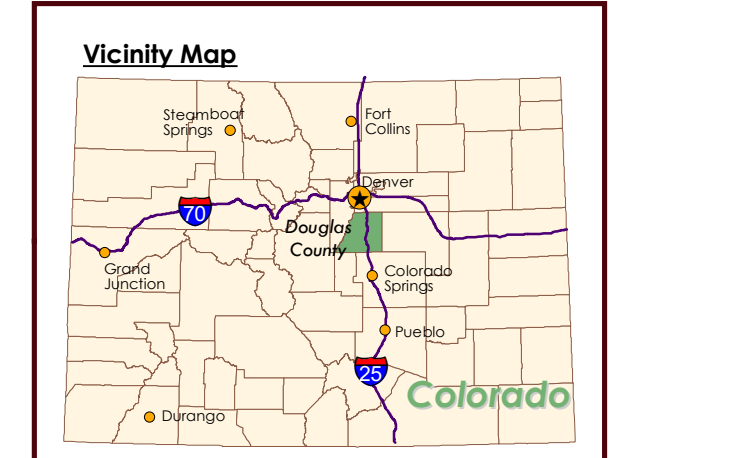 Vicinity Map
Steamboat
Springs
Fort
Collins
Denver
70
Douglas
County
Grand
Junction
Colorado
Springs
Pueblo
25
Colorado
Durango